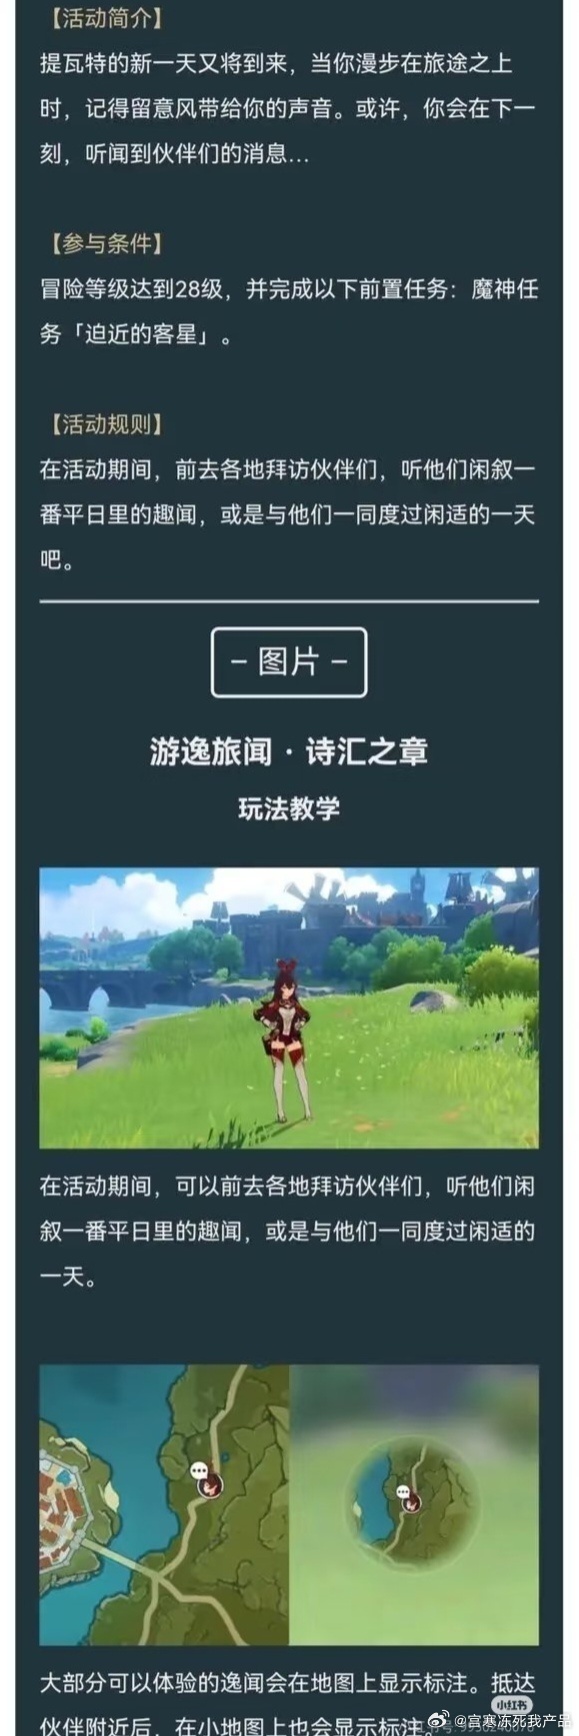 【活动简介】
提瓦特的新一天又将到来，当你漫步在旅途之上
时，记得留意风带给你的声音。或许，你会在下一
刻，听闻到伙伴们的消息...
【参与条件】
冒险等级达到28级，并完成以下前置任务：魔神任
务「迫近的客星」。
【活动规则】
在活动期间，前去各地拜访伙伴们，听他们闲叙一
番平日里的趣闻，或是与他们一同度过闲适的一天
吧。
– 图片 –
游逸旅闻·诗汇之章
玩法教学
在活动期间，可以前去各地拜访伙伴们，听他们闲
叙一番平日里的趣闻，或是与他们一同度过闲适的
一天。
大部分可以体验的逸闻会在地图上显示标注。抵达
伙伴附近后，在小地图上也会显示标注。
小红书
@宫寒冻死我产品